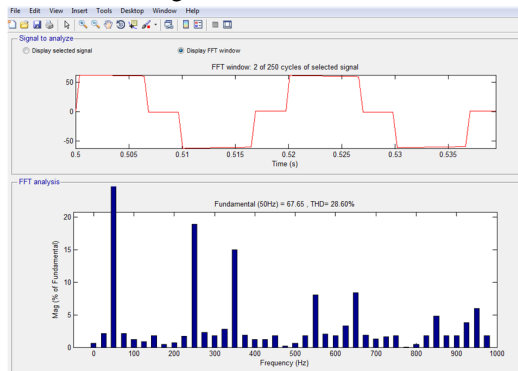 File Edit View Insert Tools Desktop Window Help
Signal to analyze
Display selected signal
Display FFT window
FFT window: 2 of 250 cycles of selected signal
50
0
-50
0.5 0.505 0.51 0.515 0.52 0.525 0.53 0.535
Time (s)
FFT analysis
Fundamental (50Hz) = 67.65 , THD= 28.60%
Mag (% of Fundamental)
20
15
10
5
0
0 100 200 300 400 500 600 700 800 900 1000
Frequency (Hz)